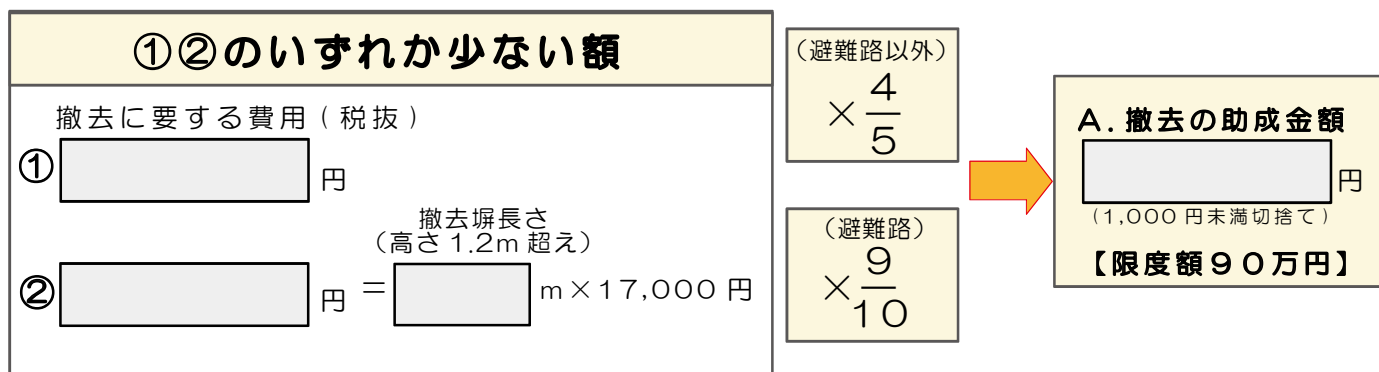 ①②のいずれか少ない額
撤去に要する費用（税抜）
① 円
撤去塀長さ
（高さ1.2m超え）
② 円 = m×17,000円
（避難路以外）
×4/5
（避難路）
×9/10
A.撤去の助成金額
円
（1,000円未満切捨て）
【限度額９０万円】